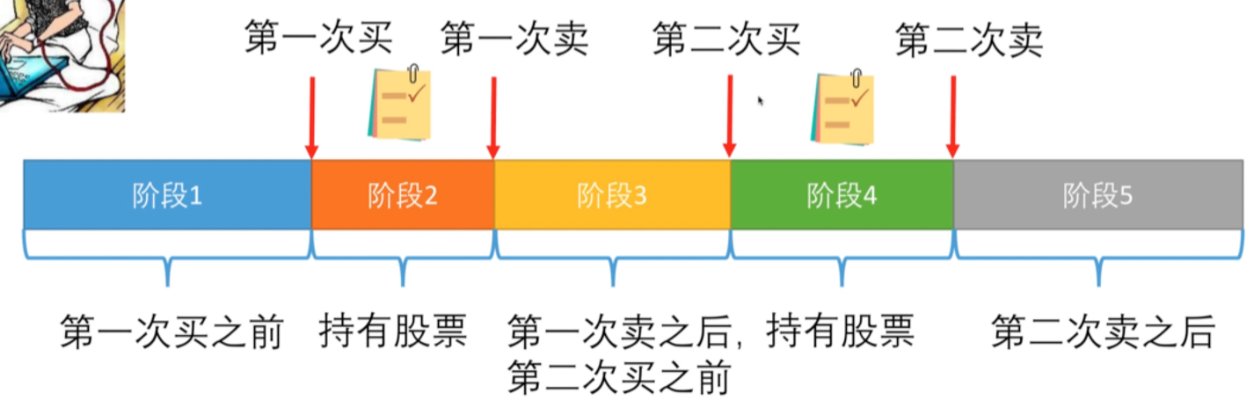 第一次买 第一次卖 第二次买 第二次卖
阶段1 阶段2 阶段3 阶段4 阶段5
第一次买之前 持有股票 第一次卖之后, 持有股票 第二次卖之后
第二次买之前